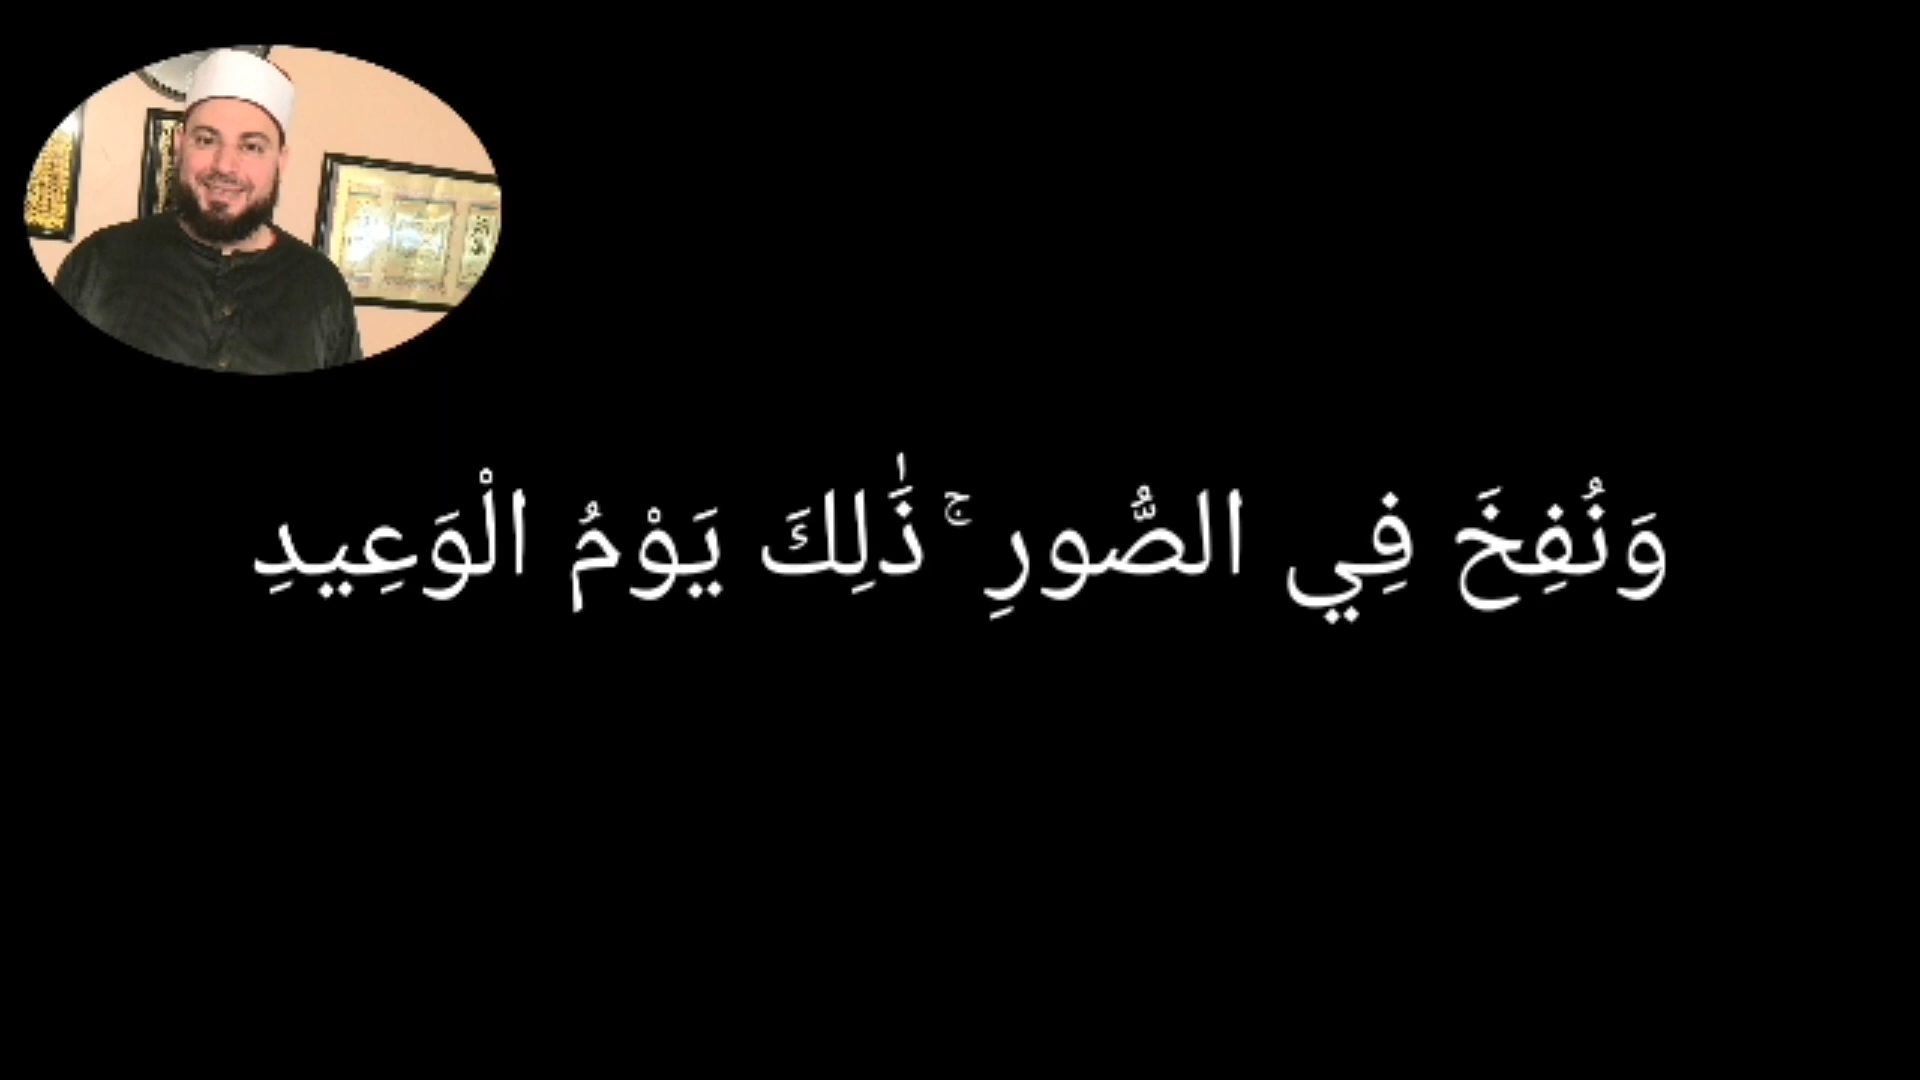 وَنُفِخَ فِي الصُّورِ ۚ ذَٰلِكَ يَوْمُ الْوَعِيدِ